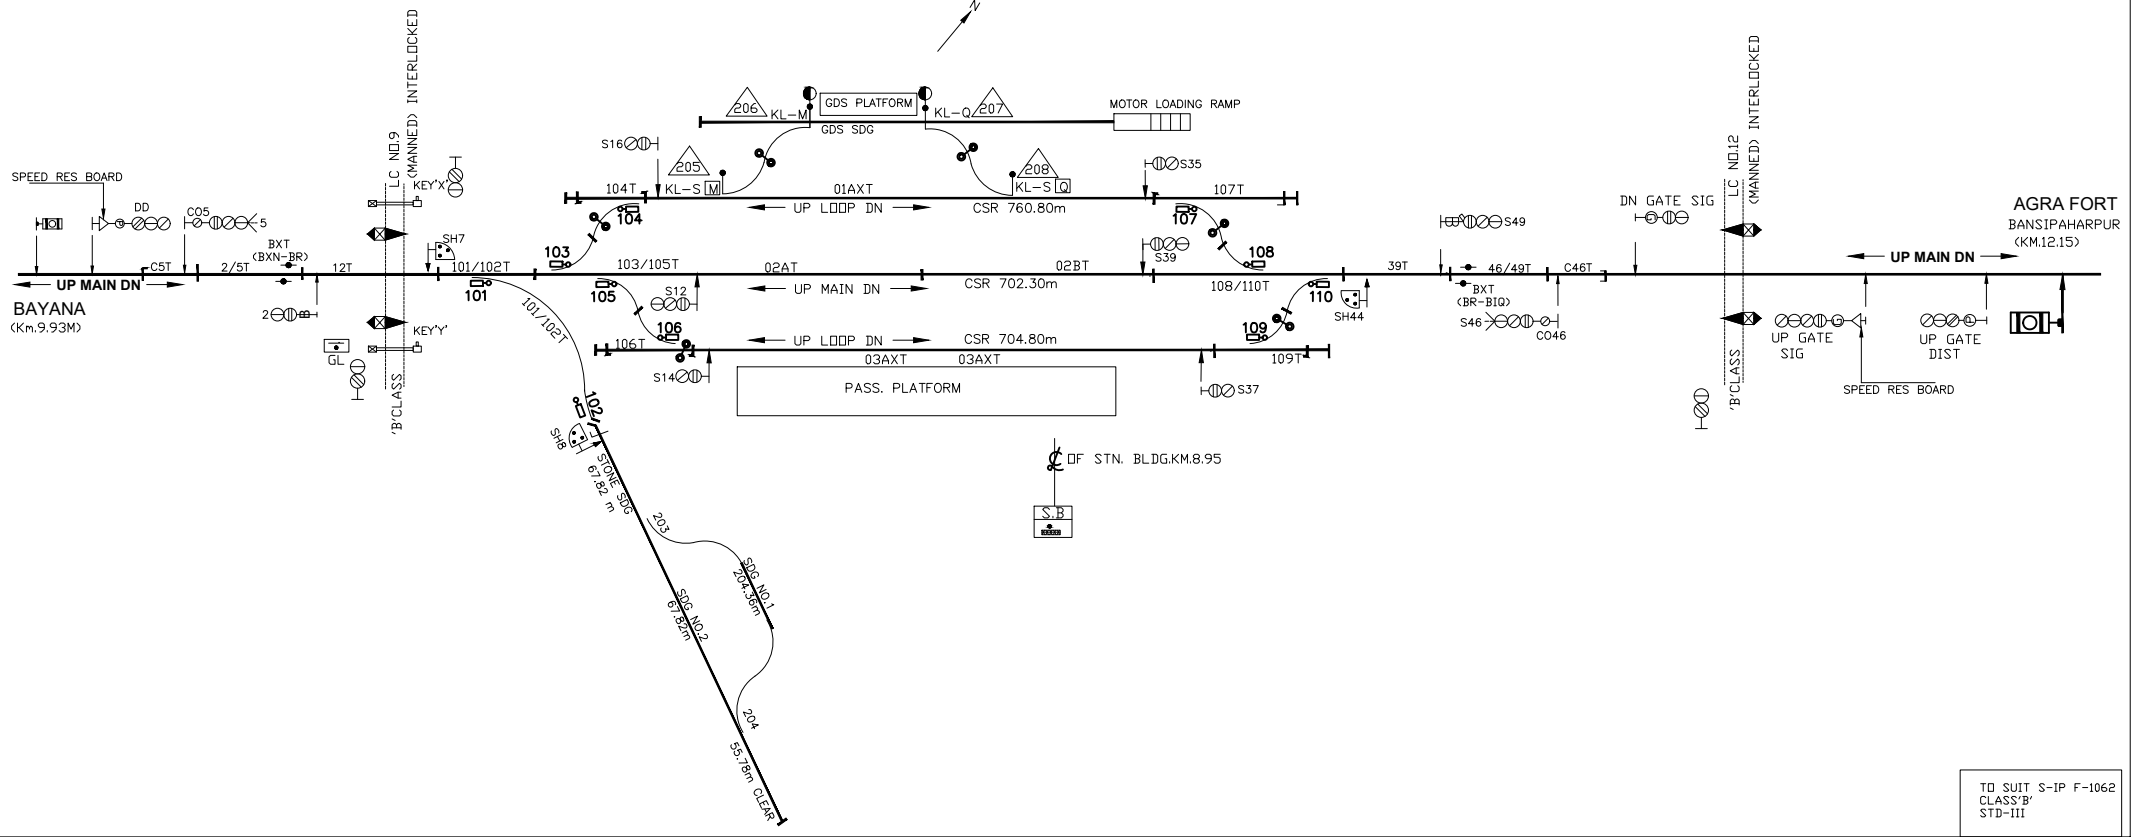 N
LC NO.9
(MANNED) INTERLOCKED
'B'CLASS
LC NO.12
(MANNED) INTERLOCKED
'B'CLASS
206
KL-M
GDS PLATFORM
KL-Q
207
MOTOR LOADING RAMP
GDS SDG
S16
205
KL-S
M
208
KL-S
Q
S35
SPEED RES BOARD
KEY'X'
104T
01AXT
107T
DD
CO5
5
104
UP LOOP DN
CSR 760.80m
107
S49
DN GATE SIG
G
AGRA FORT
BANSIPAHARPUR
(KM.12.15)
BXT
(BXN-BR)
SH7
103
S39
108
C5T
2/5T
12T
101/102T
103/105T
02AT
02BT
39T
46/49T
C46T
UP MAIN DN
UP MAIN DN
BAYANA
(Km.9.93M)
101
105
S12
UP MAIN DN
CSR 702.30m
108/110T
110
BXT
(BR-BIQ)
2
B
101/102T
SH44
S46
CO46
G
P
KEY'Y'
106
109
UP GATE
SIG
UP GATE
DIST
GL
106T
UP LOOP DN
CSR 704.80m
03AXT
03AXT
109T
S14
S37
PASS. PLATFORM
SPEED RES BOARD
102
SH8
STONE SDG
67.82 m
OF STN. BLDG.KM.8.95
S.B
203
SDG NO.1
204.36m
SDG NO.2
67.82m
204
55.78m CLEAR
TO SUIT S-IP F-1062
CLASS'B'
STD-III